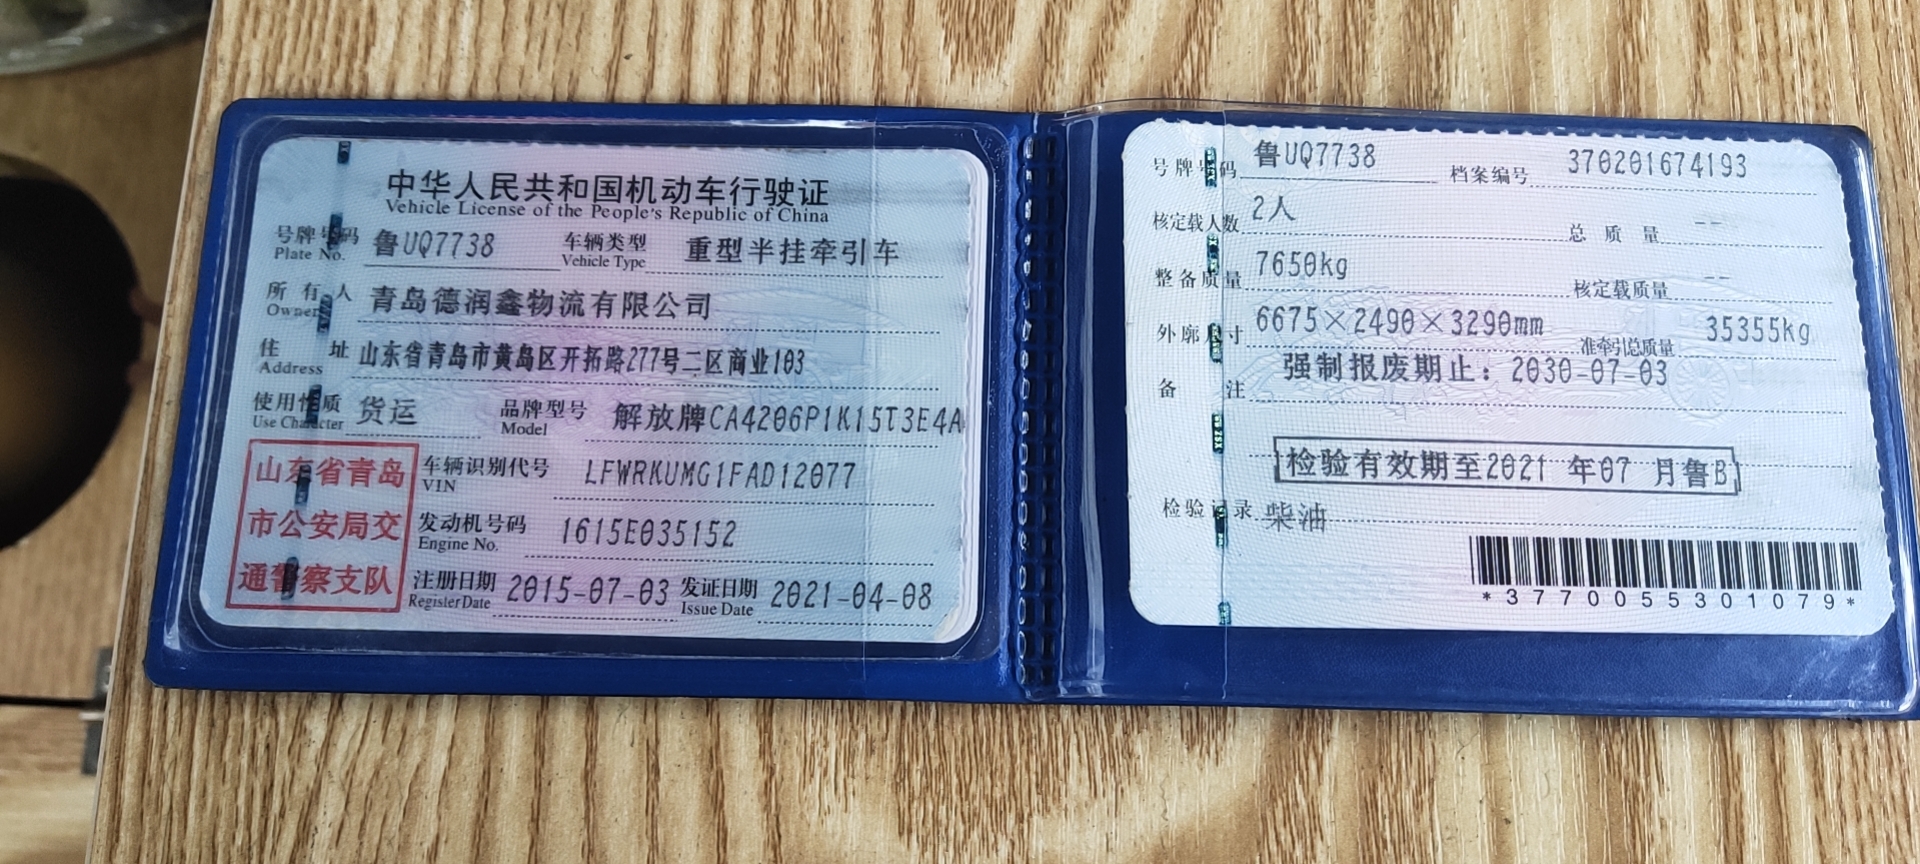 中华人民共和国机动车行驶证
Vehicle License of the People's Republic of China
号牌号码 鲁UQ7738 车辆类型 重型半挂牵引车
Plate No. Vehicle Type
所有人 青岛德润鑫物流有限公司
Owner
住址 山东省青岛市黄岛区开拓路277号二区商业103
Address
使用性质 货运 品牌型号 解放牌CA4206P1K15T3E4A
Use Character Model
山东省青岛
市公安局交
通警察支队
车辆识别代号 LFWRKUMG1FAD12077
VIN
发动机号码 1615E035152
Engine No.
注册日期 2015-07-03 发证日期 2021-04-08
Register Date Issue Date
号牌号码 鲁UQ7738 档案编号 370201674193
核定载人数 2人 总质量 --
整备质量 7650kg 核定载质量 --
外廓尺寸 6675×2490×3290mm 准牵引总质量 35355kg
备注 强制报废期止：2030-07-03
检验有效期至2021 年07 月鲁B
检验记录 柴油
*3770055301079*